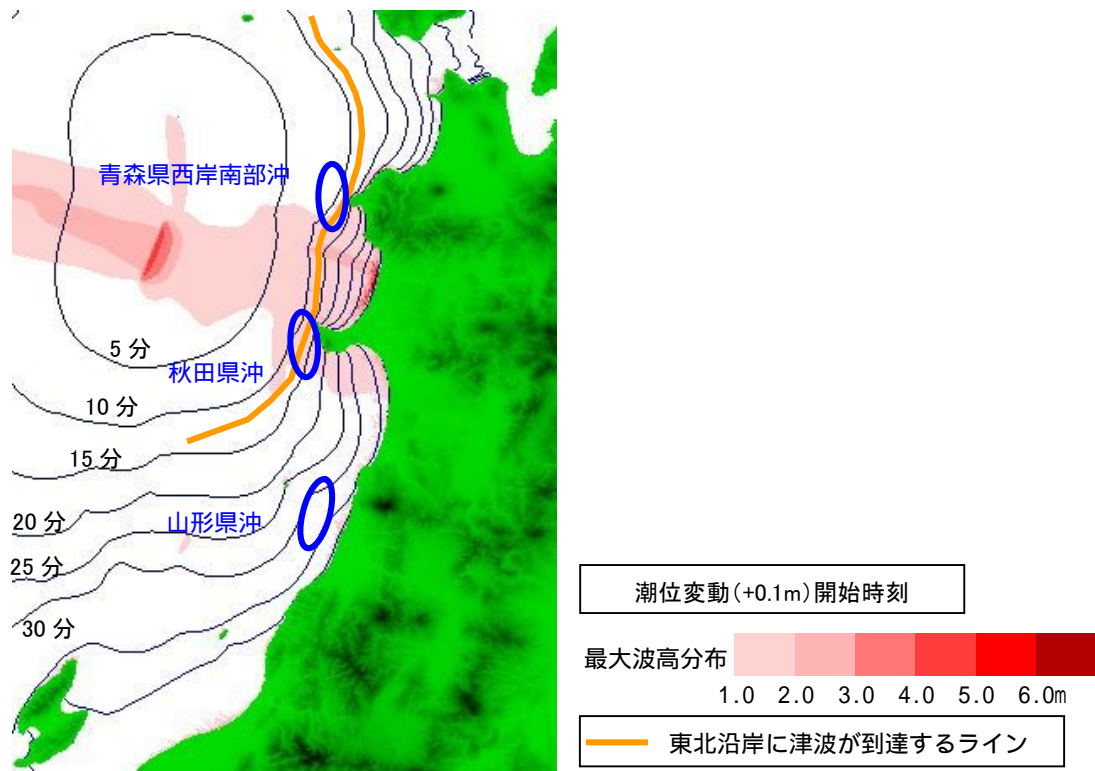 青森県西岸南部沖
5 分
秋田県沖
10 分
15 分
20 分
山形県沖
25 分
30 分
潮位変動(+0.1m)開始時刻
最大波高分布
1.0 2.0 3.0 4.0 5.0 6.0m
東北沿岸に津波が到達するライン